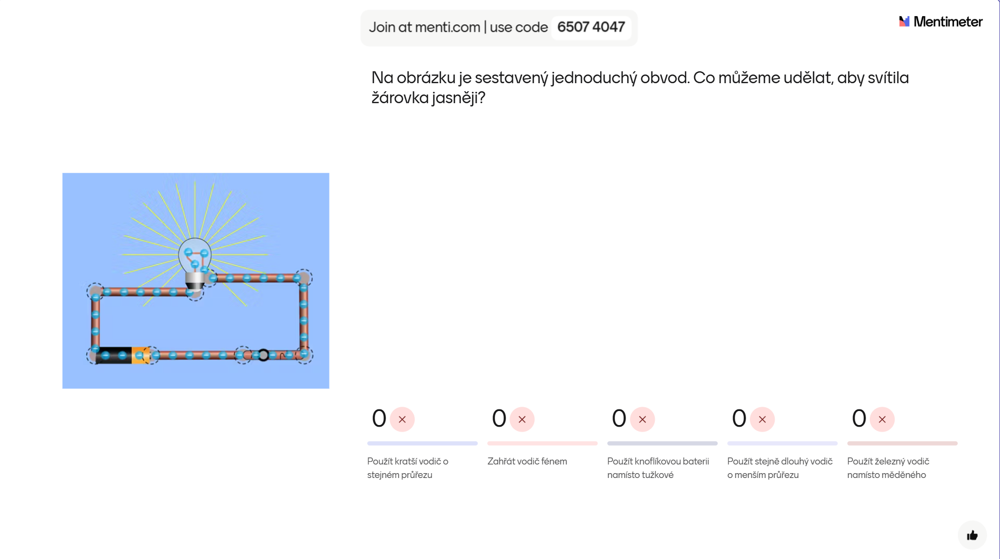 Join at menti.com | use code 6507 4047
Mentimeter
Na obrázku je sestavený jednoduchý obvod. Co můžeme udělat, aby svítila
žárovka jasněji?
0
0
0
0
0
Použít kratší vodič o
stejném průřezu
Zahřát vodič fénem
Použít knoflíkovou baterii
namísto tužkové
Použít stejně dlouhý vodič
o menším průřezu
Použít železný vodič
namísto měděného